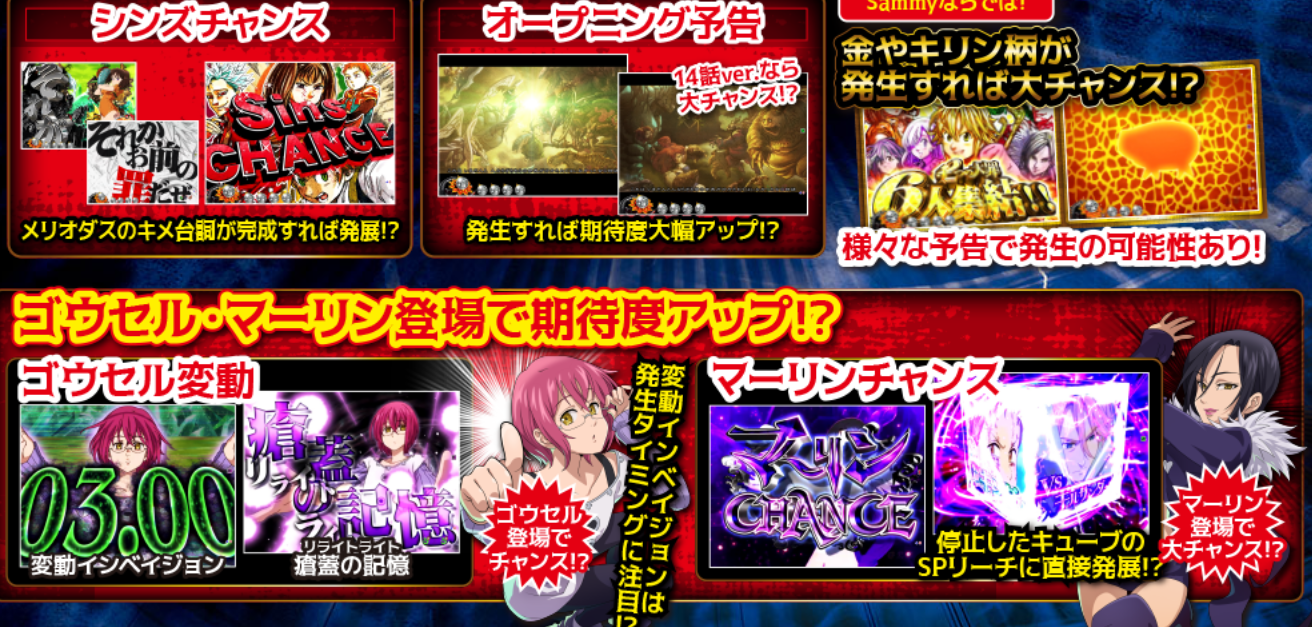 シンズチャンス
それが
それが
お前の
罪だぜ
Sins
CHANCE
メリオダスのキメ台詞が完成すれば発展!?
オープニング予告
14話ver.なら
大チャンス!?
発生すれば期待度大幅アップ!?
Sammyならでは!
金やキリン柄が
発生すれば大チャンス!?
6人集結!!
様々な予告で発生の可能性あり!
ゴウセル・マーリン登場で期待度アップ!?
ゴウセル変動
03.00
変動インベイジョン
瘡蓋の記憶
リライトライト
リライトライト
瘡蓋の記憶
ゴウセル
登場で
チャンス!?
変動インベイジョンは
発生タイミングに注目!?
マーリンチャンス
マーリン
CHANCE
VS
ギルサンダー
停止したキューブの
SPリーチに直接発展!?
マーリン
登場で
大チャンス!?